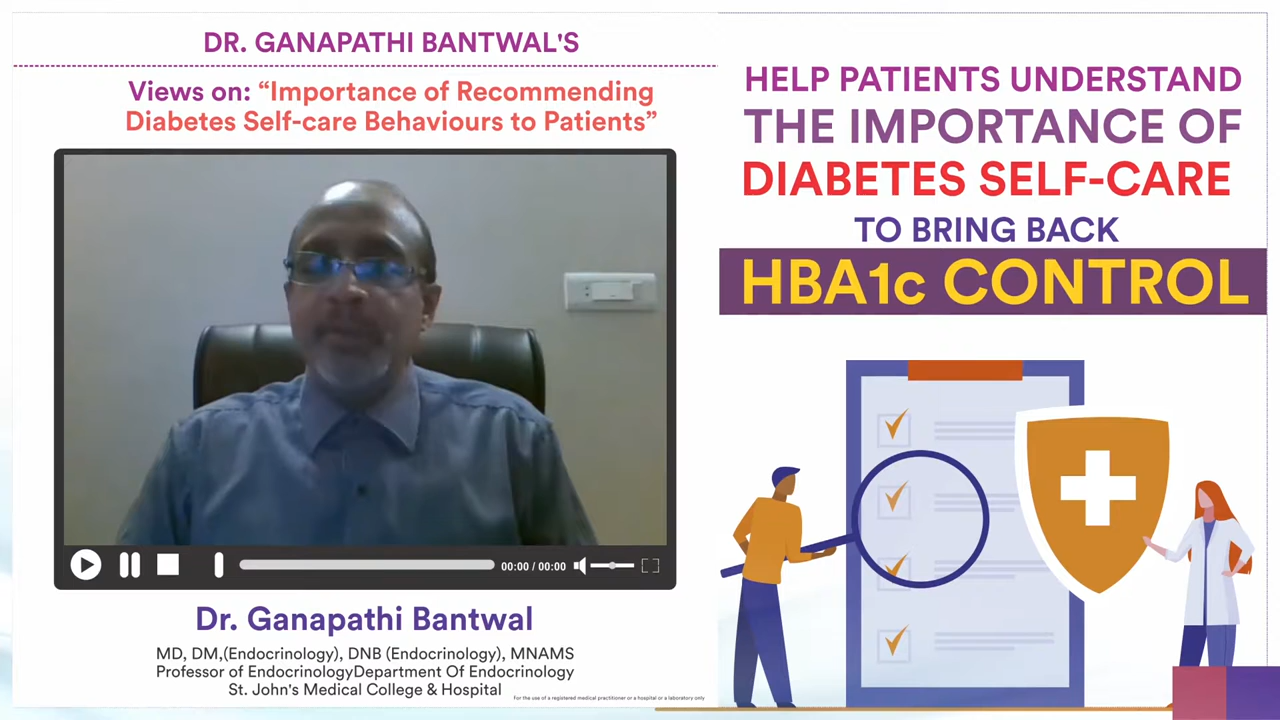 DR. GANAPATHI BANTWAL'S
Views on: “Importance of Recommending
Diabetes Self-care Behaviours to Patients”
00:00 / 00:00
Dr. Ganapathi Bantwal
MD, DM,(Endocrinology), DNB (Endocrinology), MNAMS
Professor of EndocrinologyDepartment Of Endocrinology
St. John's Medical College & Hospital
For the use of a registered medical practitioner or a hospital or a laboratory only
HELP PATIENTS UNDERSTAND
THE IMPORTANCE OF
DIABETES SELF-CARE
TO BRING BACK
HBA1c CONTROL